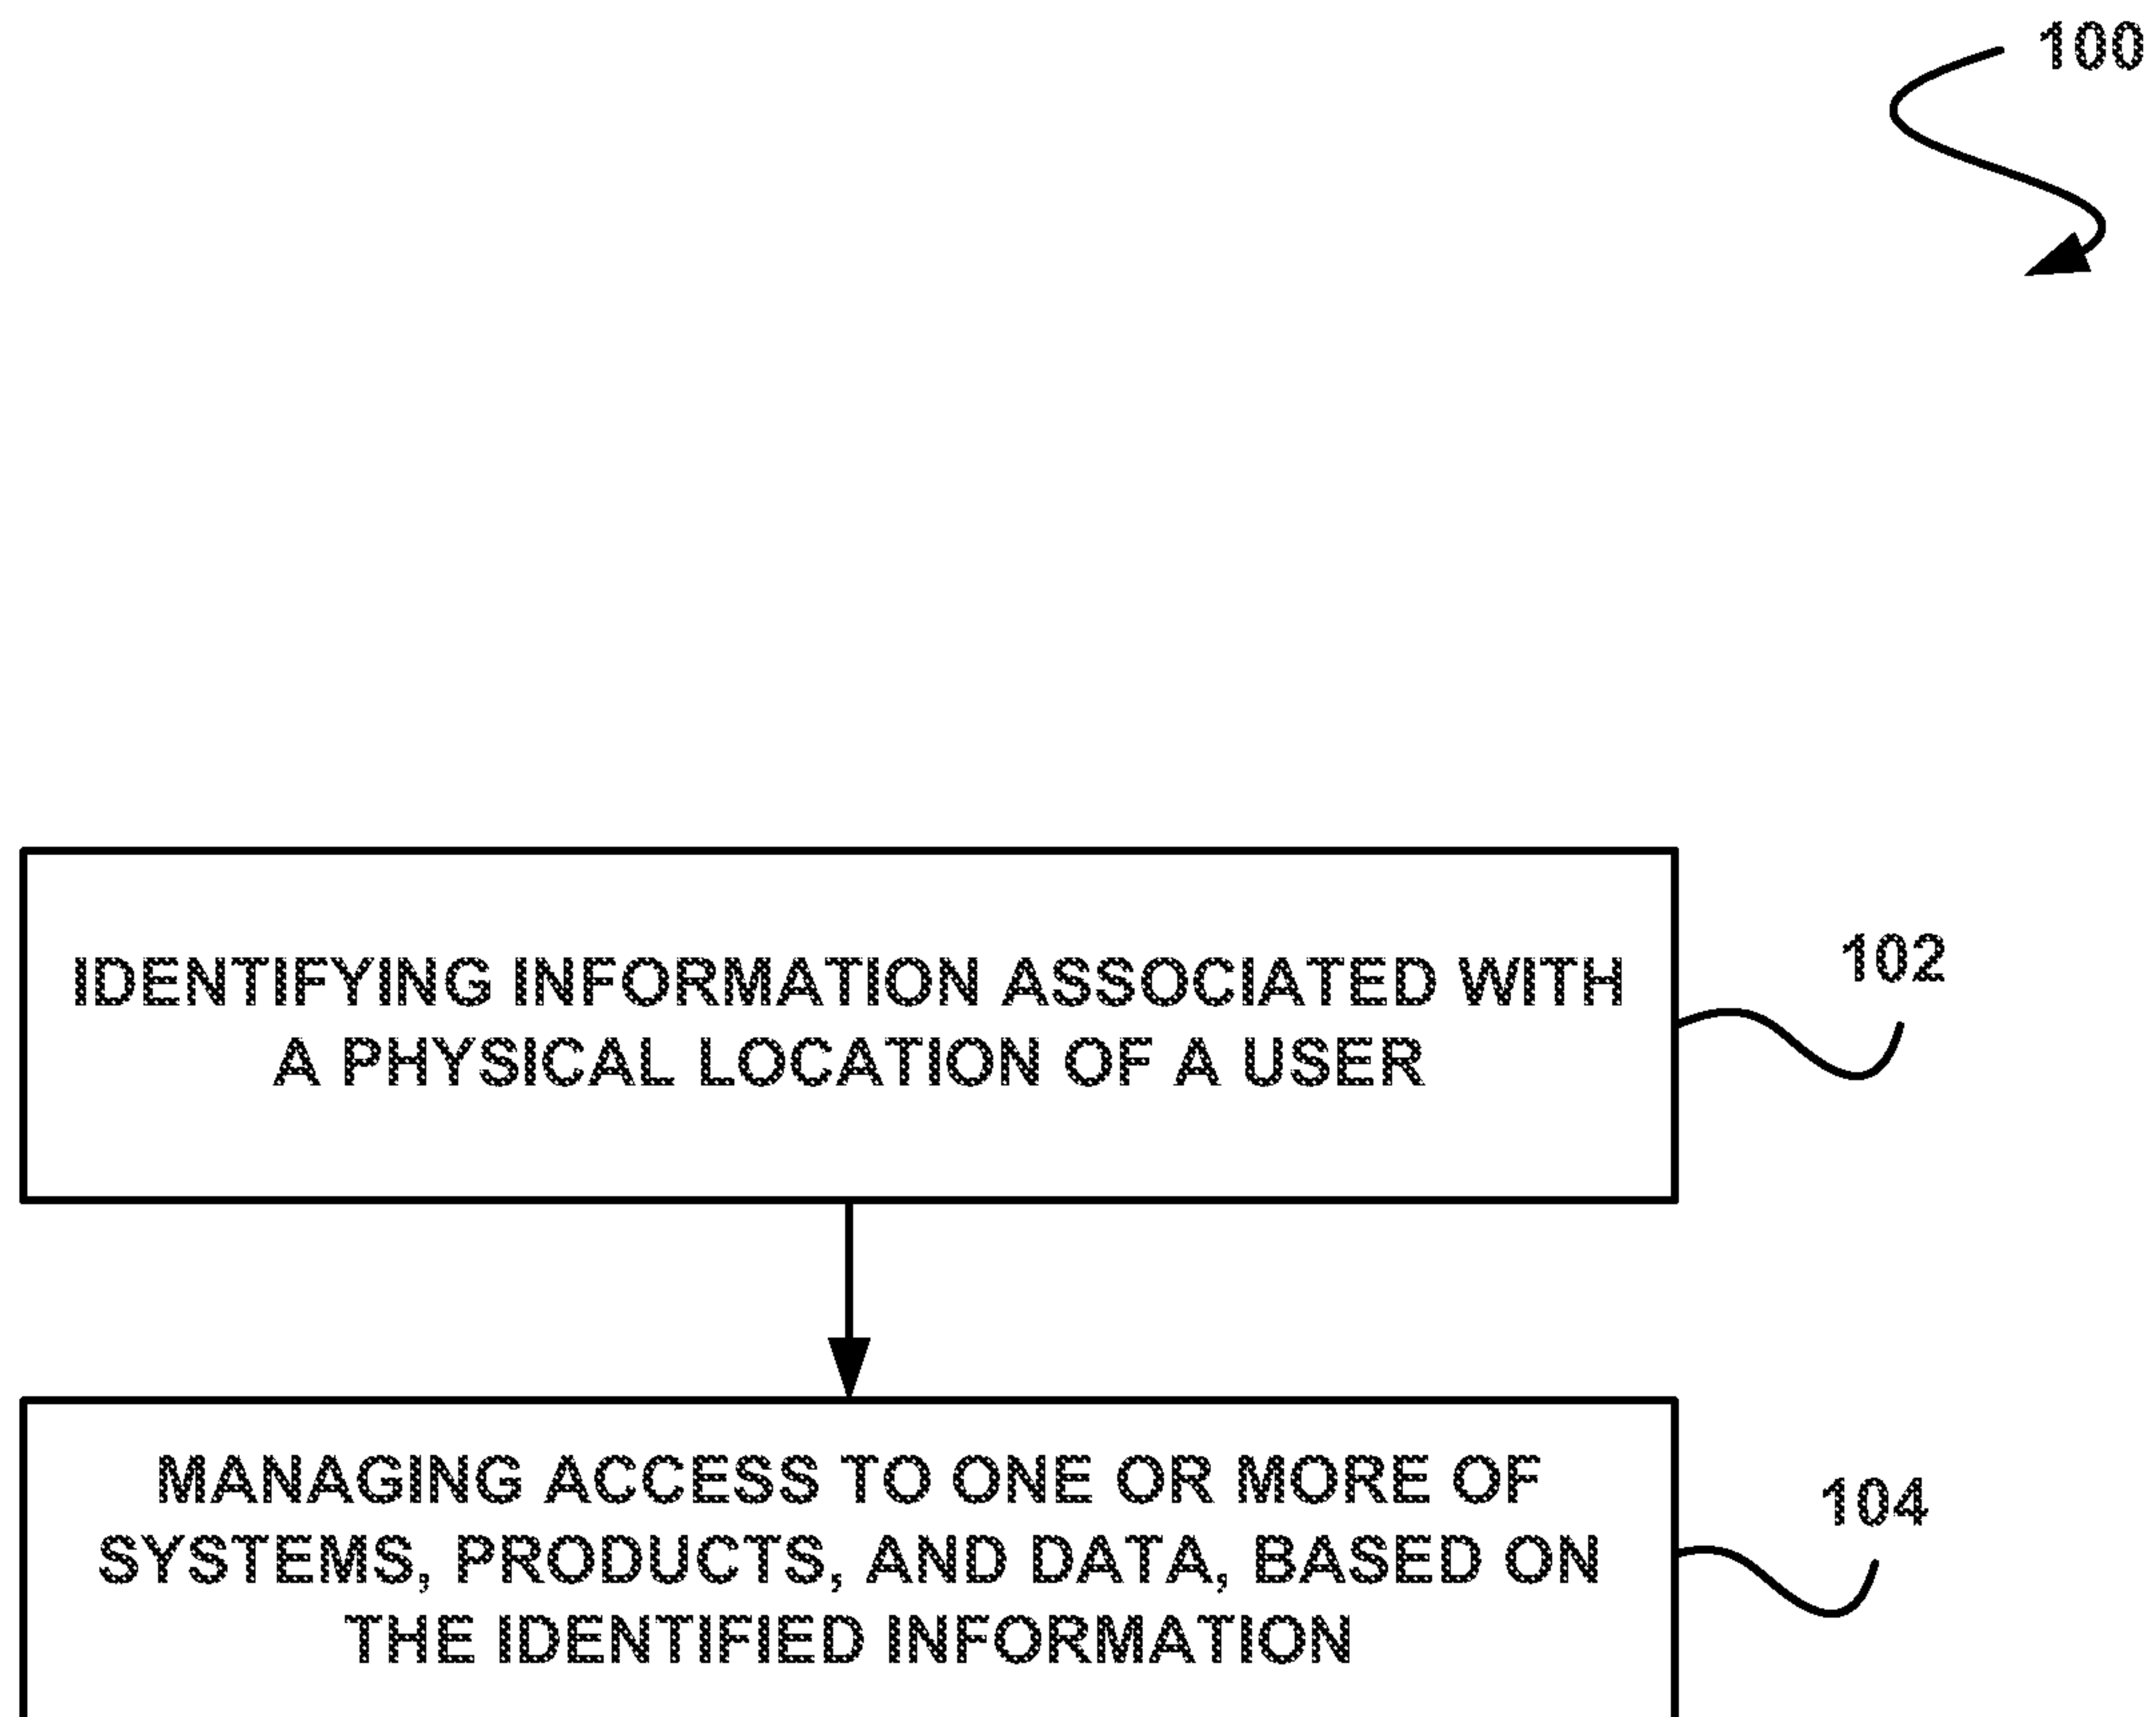 100
IDENTIFYING INFORMATION ASSOCIATED WITH
A PHYSICAL LOCATION OF A USER
102
MANAGING ACCESS TO ONE OR MORE OF
SYSTEMS, PRODUCTS, AND DATA, BASED ON
THE IDENTIFIED INFORMATION
104